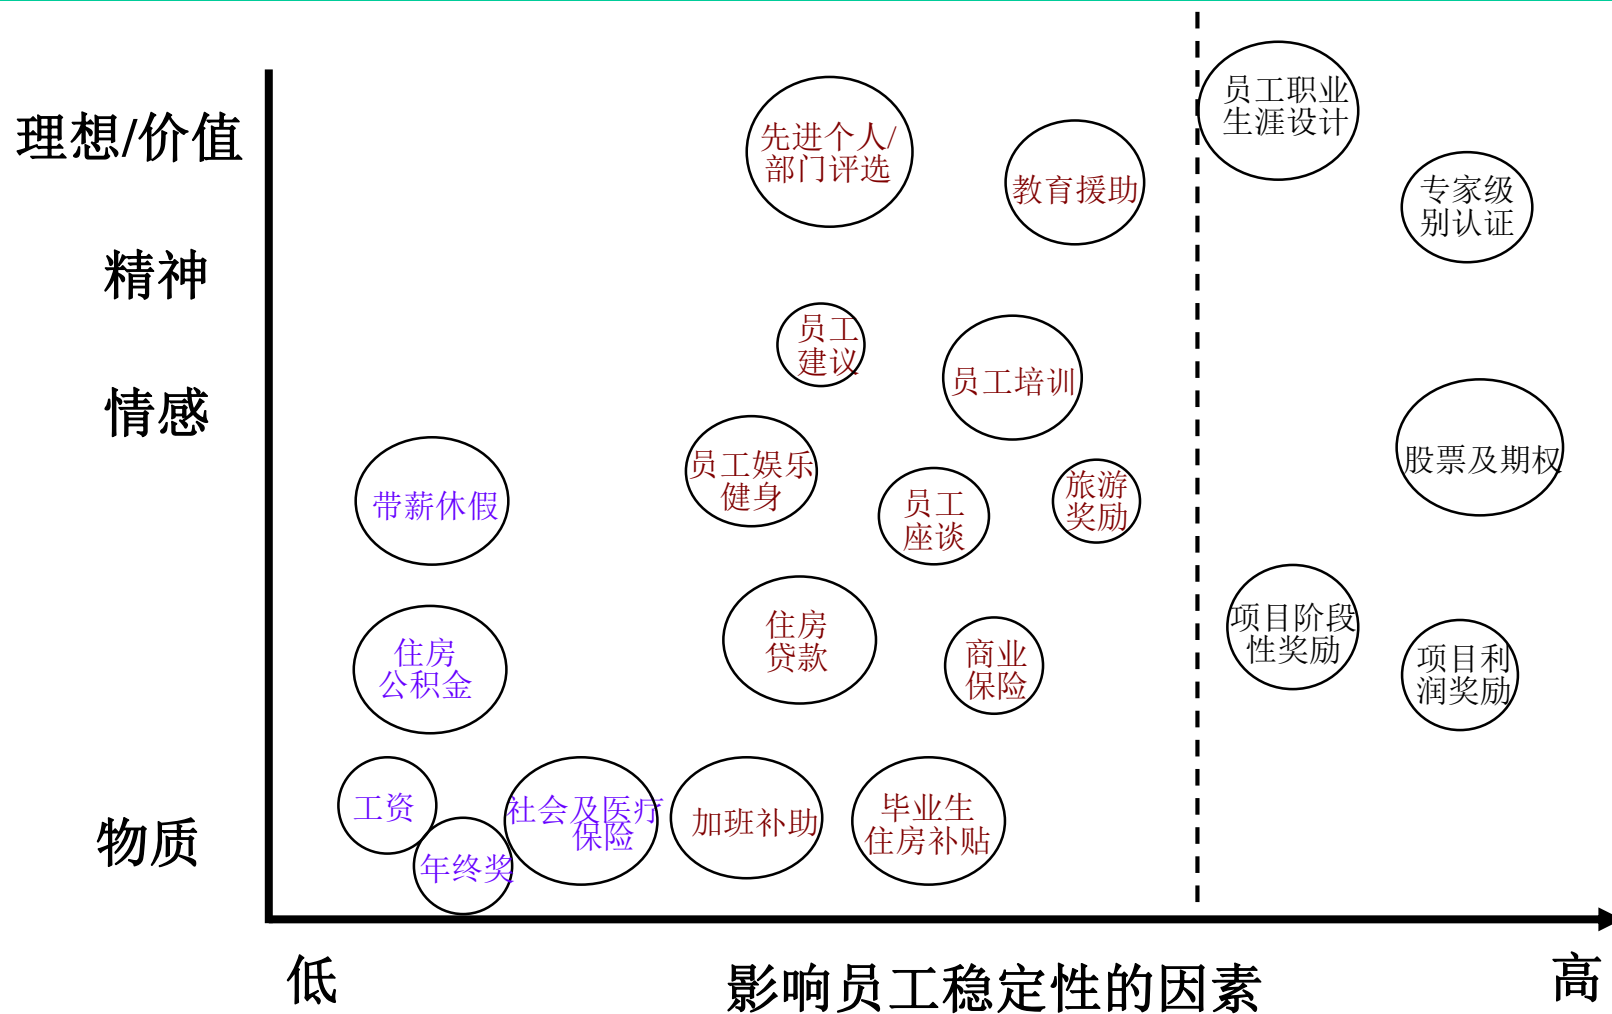 理想/价值
精神
情感
物质
先进个人/
部门评选
教育援助
员工职业
生涯设计
专家级
别认证
员工
建议
员工培训
股票及期权
带薪休假
员工娱乐
健身
员工
座谈
旅游
奖励
住房
公积金
住房
贷款
商业
保险
项目阶段
性奖励
项目利
润奖励
工资
年终奖
社会及医疗
保险
加班补助
毕业生
住房补贴
低
影响员工稳定性的因素
高